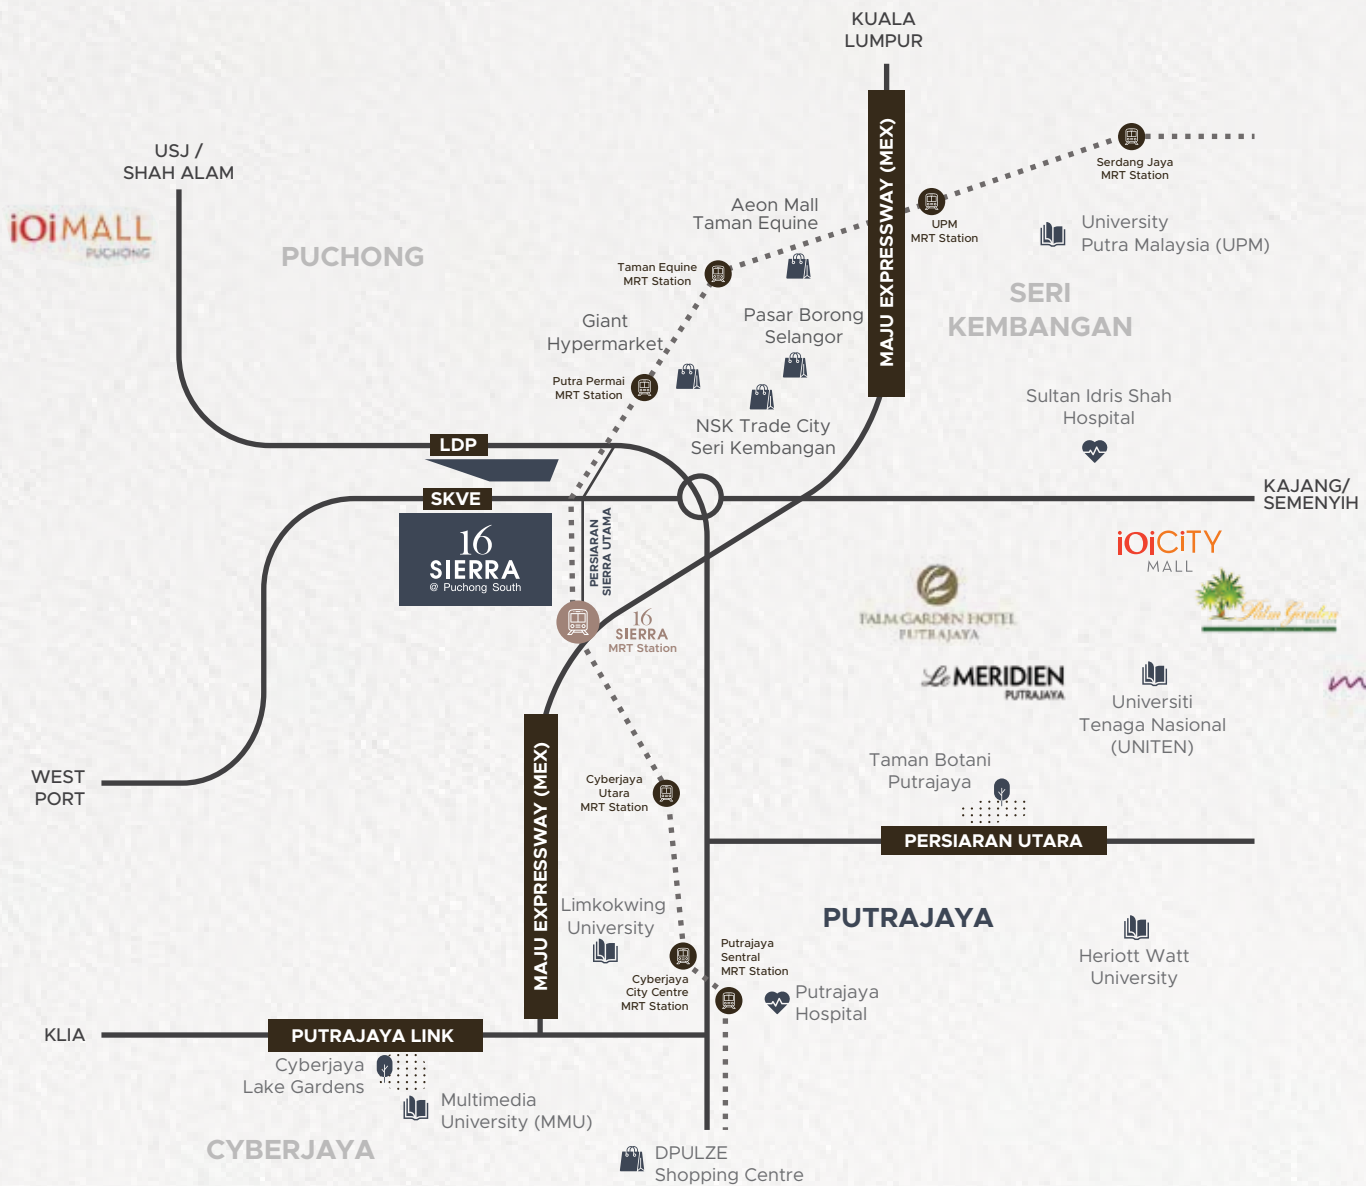 KUALA
LUMPUR
USJ /
SHAH ALAM
MAJU EXPRESSWAY (MEX)
Serdang Jaya
MRT Station
iOiMALL
PUCHONG
PUCHONG
Aeon Mall
Taman Equine
UPM
MRT Station
University
Putra Malaysia (UPM)
Taman Equine
MRT Station
SERI
KEMBANGAN
Giant
Hypermarket
Pasar Borong
Selangor
Putra Permai
MRT Station
Sultan Idris Shah
Hospital
NSK Trade City
Seri Kembangan
LDP
SKVE
KAJANG/
SEMENYIH
16
SIERRA
@ Puchong South
PERSIARAN
SIERRA UTAMA
iOiCiTY
MALL
PALM GARDEN HOTEL
PUTRAJAYA
Palm Garden
16
SIERRA
MRT Station
Le MERIDIEN
PUTRAJAYA
Universiti
Tenaga Nasional
(UNITEN)
WEST
PORT
MAJU EXPRESSWAY (MEX)
Cyberjaya
Utara
MRT Station
Taman Botani
Putrajaya
PERSIARAN UTARA
Limkokwing
University
PUTRAJAYA
Putrajaya
Sentral
MRT Station
Heriott Watt
University
Cyberjaya
City Centre
MRT Station
Putrajaya
Hospital
KLIA
PUTRAJAYA LINK
Cyberjaya
Lake Gardens
Multimedia
University (MMU)
CYBERJAYA
DPULZE
Shopping Centre